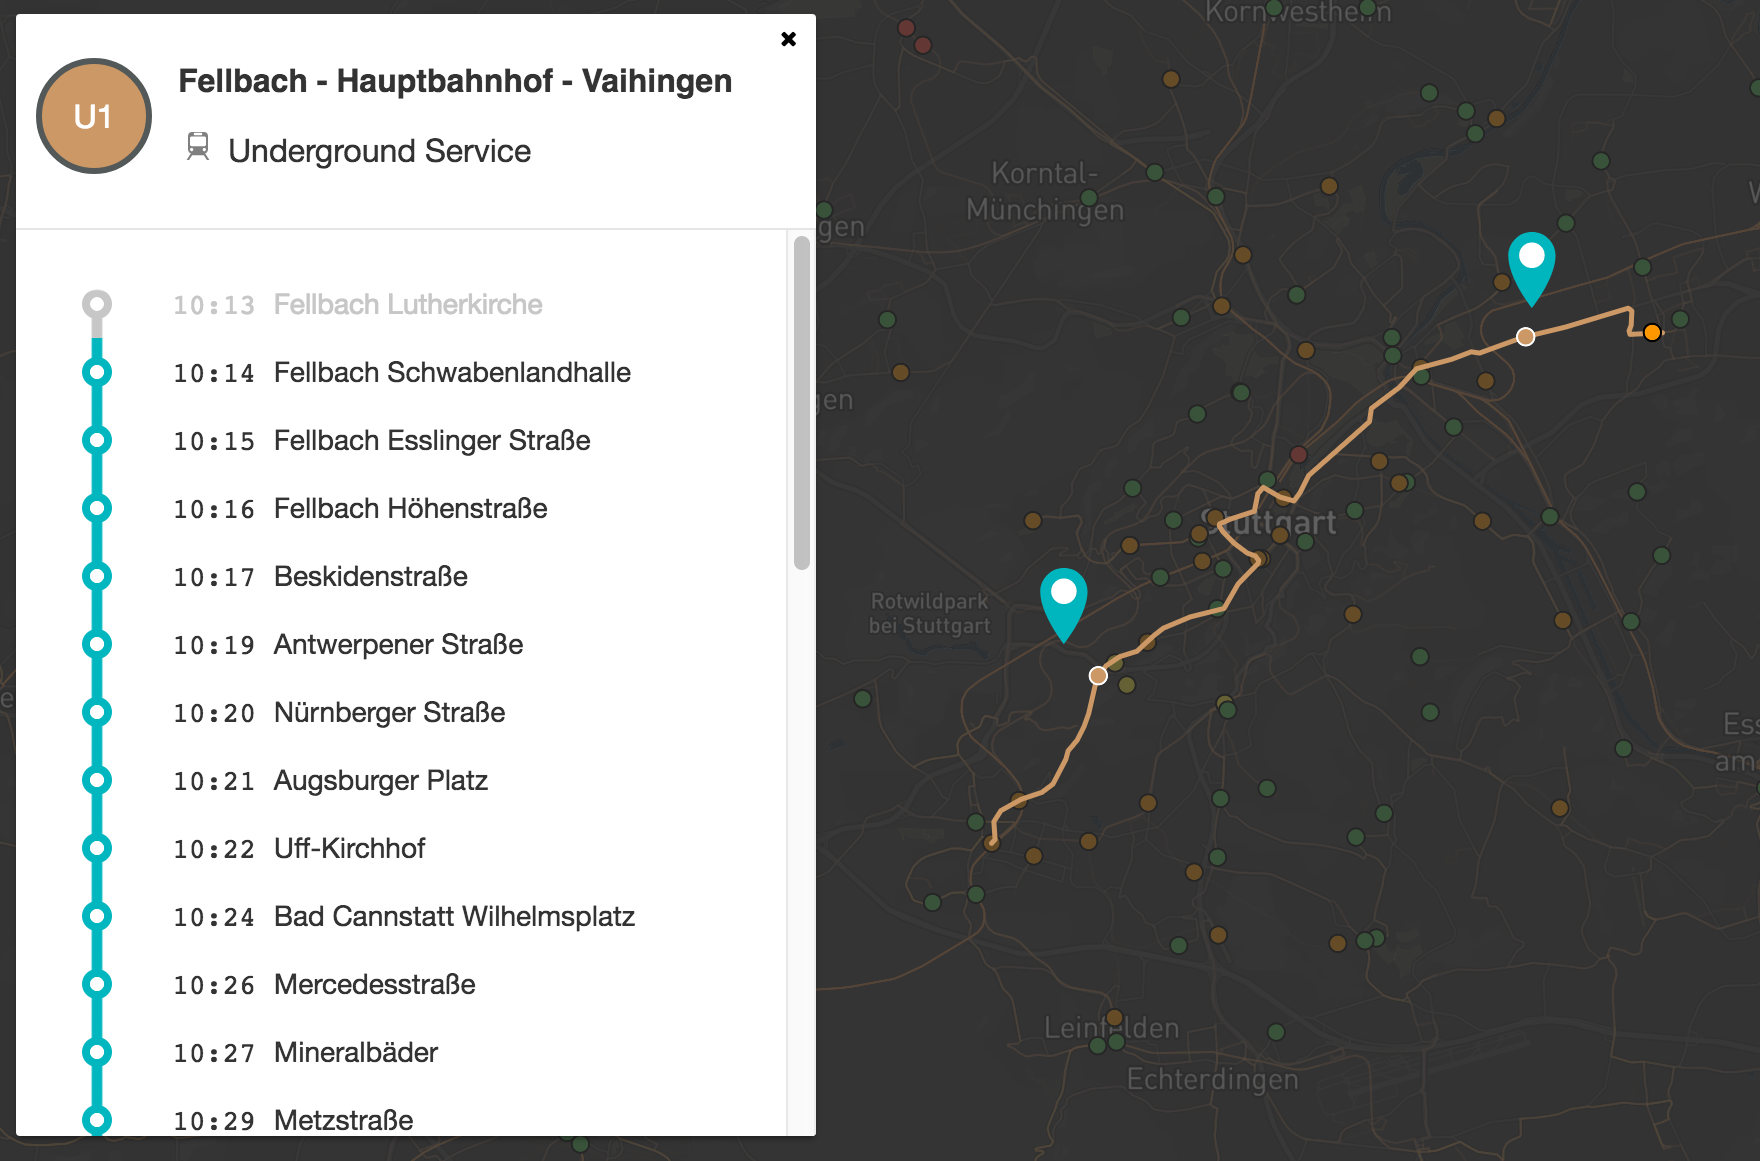 Fellbach - Hauptbahnhof - Vaihingen
U1
Underground Service
10:13 Fellbach Lutherkirche
10:14 Fellbach Schwabenlandhalle
10:15 Fellbach Esslinger Straße
10:16 Fellbach Höhenstraße
10:17 Beskidenstraße
10:19 Antwerpener Straße
10:20 Nürnberger Straße
10:21 Augsburger Platz
10:22 Uff-Kirchhof
10:24 Bad Cannstatt Wilhelmsplatz
10:26 Mercedesstraße
10:27 Mineralbäder
10:29 Metzstraße
Kornwestheim
Korntal-
Münchingen
gen
gen
Stuttgart
Rotwildpark
bei Stuttgart
Ess
am
Leinfelden
Echterdingen